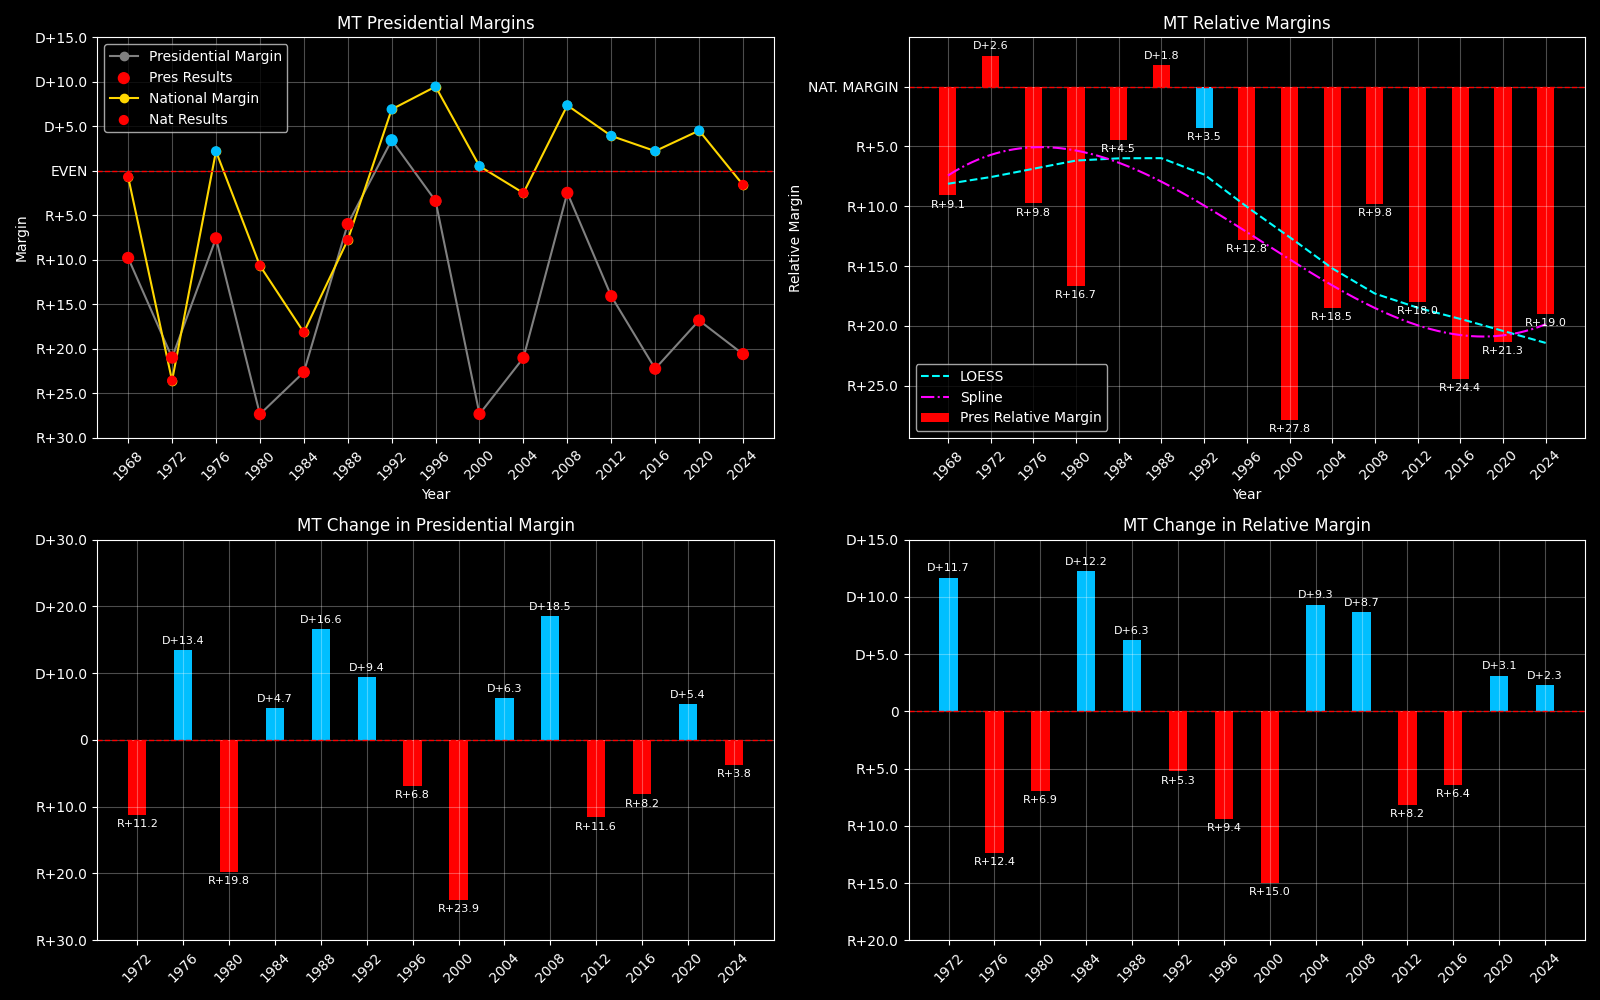 MT Presidential Margins
D+15.0
D+10.0
D+5.0
EVEN
R+5.0
R+10.0
R+15.0
R+20.0
R+25.0
R+30.0
Margin
Presidential Margin
Pres Results
National Margin
Nat Results
1968
1972
1976
1980
1984
1988
1992
1996
2000
2004
2008
2012
2016
2020
2024
Year
MT Relative Margins
NAT. MARGIN
R+5.0
R+10.0
R+15.0
R+20.0
R+25.0
Relative Margin
R+9.1
D+2.6
R+9.8
R+16.7
R+4.5
D+1.8
R+3.5
R+12.8
R+27.8
R+18.5
R+9.8
R+18.0
R+24.4
R+21.3
R+19.0
LOESS
Spline
Pres Relative Margin
1968
1972
1976
1980
1984
1988
1992
1996
2000
2004
2008
2012
2016
2020
2024
Year
MT Change in Presidential Margin
D+30.0
D+20.0
D+10.0
0
R+10.0
R+20.0
R+30.0
R+11.2
D+13.4
R+19.8
D+4.7
D+16.6
D+9.4
R+6.8
R+23.9
D+6.3
D+18.5
R+11.6
R+8.2
D+5.4
R+3.8
1972
1976
1980
1984
1988
1992
1996
2000
2004
2008
2012
2016
2020
2024
MT Change in Relative Margin
D+15.0
D+10.0
D+5.0
0
R+5.0
R+10.0
R+15.0
R+20.0
D+11.7
R+12.4
R+6.9
D+12.2
D+6.3
R+5.3
R+9.4
R+15.0
D+9.3
D+8.7
R+8.2
R+6.4
D+3.1
D+2.3
1972
1976
1980
1984
1988
1992
1996
2000
2004
2008
2012
2016
2020
2024